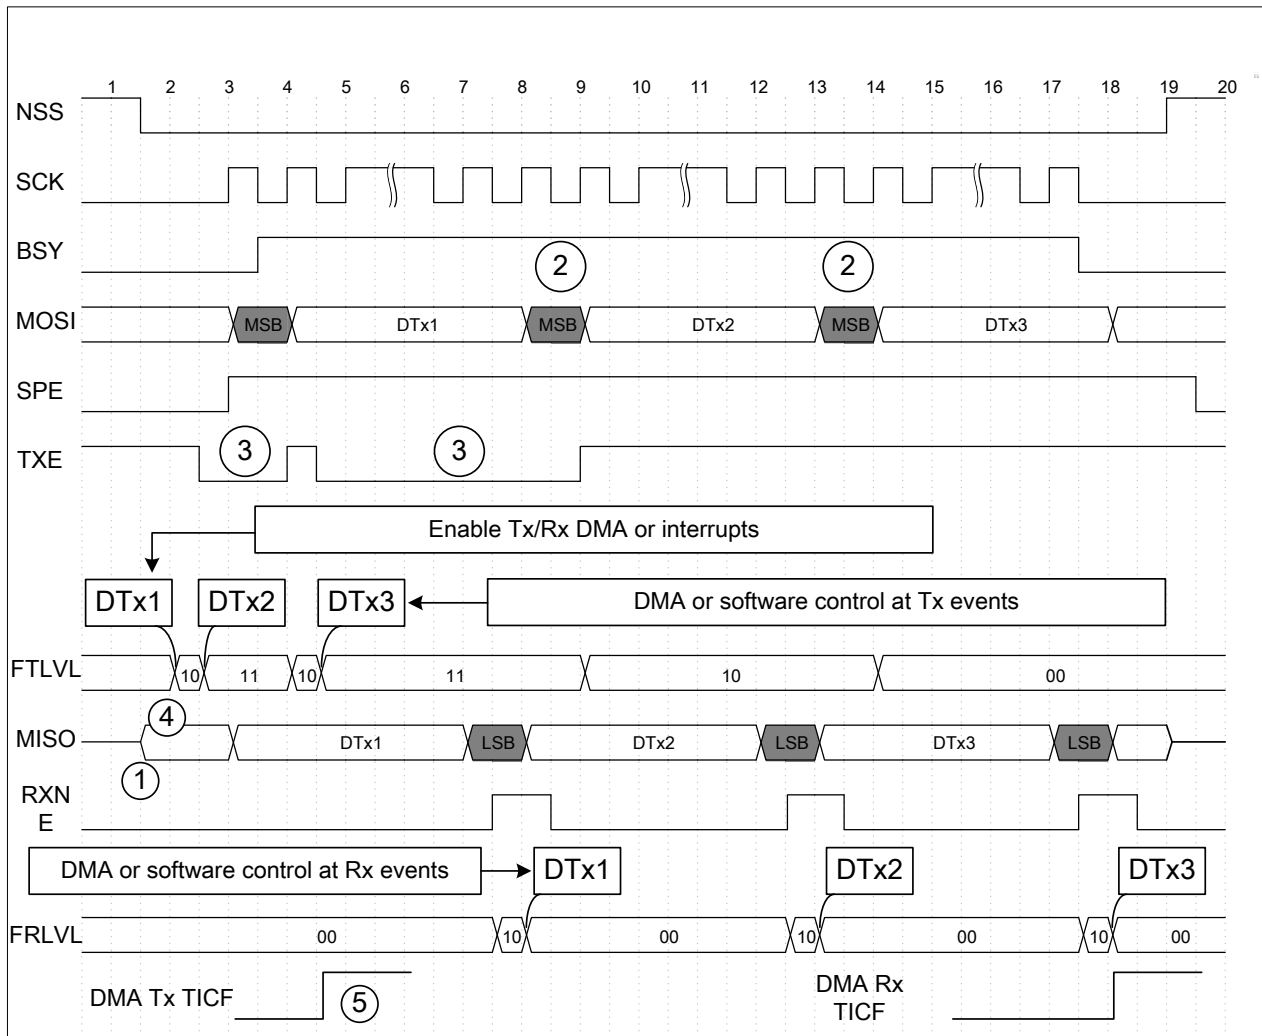 1 2 3 4 5 6 7 8 9 10 11 12 13 14 15 16 17 18 19 20
NSS
SCK
BSY
2 2
MOSI MSB DTx1 MSB DTx2 MSB DTx3
SPE
TXE 3 3
Enable Tx/Rx DMA or interrupts
DTx1 DTx2 DTx3 DMA or software control at Tx events
FTLVL 10 11 10 11 10 00
4
MISO DTx1 LSB DTx2 LSB DTx3 LSB
1
RXN
E
DMA or software control at Rx events DTx1 DTx2 DTx3
FRLVL 00 10 00 10 00 10 00
DMA Tx TICF 5 DMA Rx
TICF